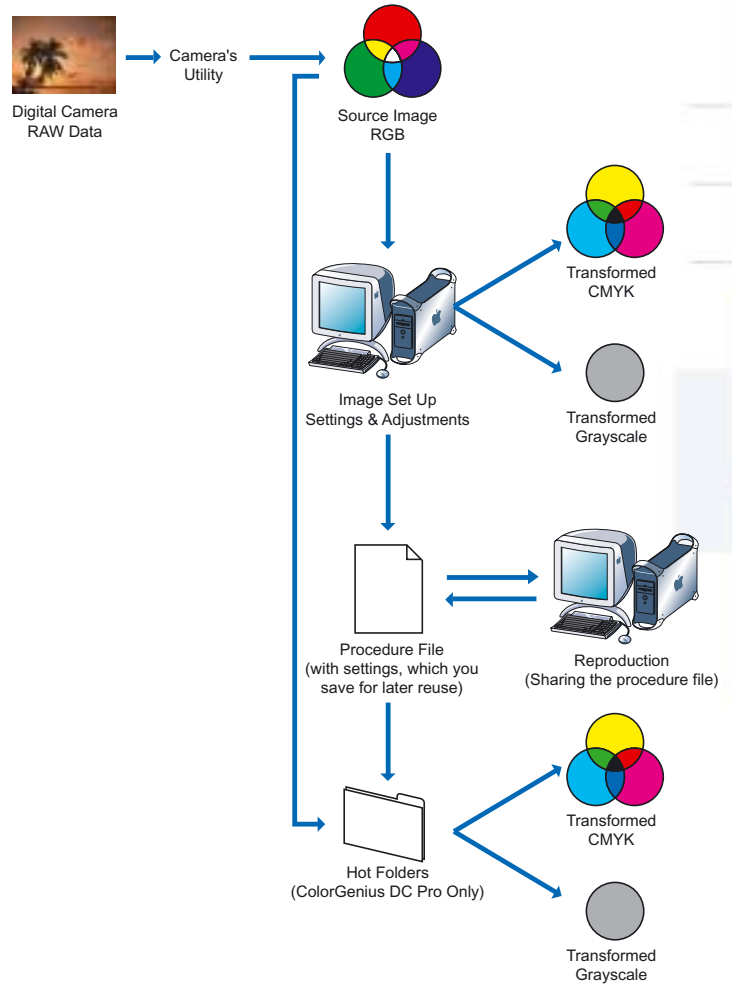 Digital Camera
RAW Data
Camera's
Utility
Source Image
RGB
Transformed
CMYK
Transformed
Grayscale
Image Set Up
Settings & Adjustments
Procedure File
(with settings, which you
save for later reuse)
Reproduction
(Sharing the procedure file)
Hot Folders
(ColorGenius DC Pro Only)
Transformed
CMYK
Transformed
Grayscale